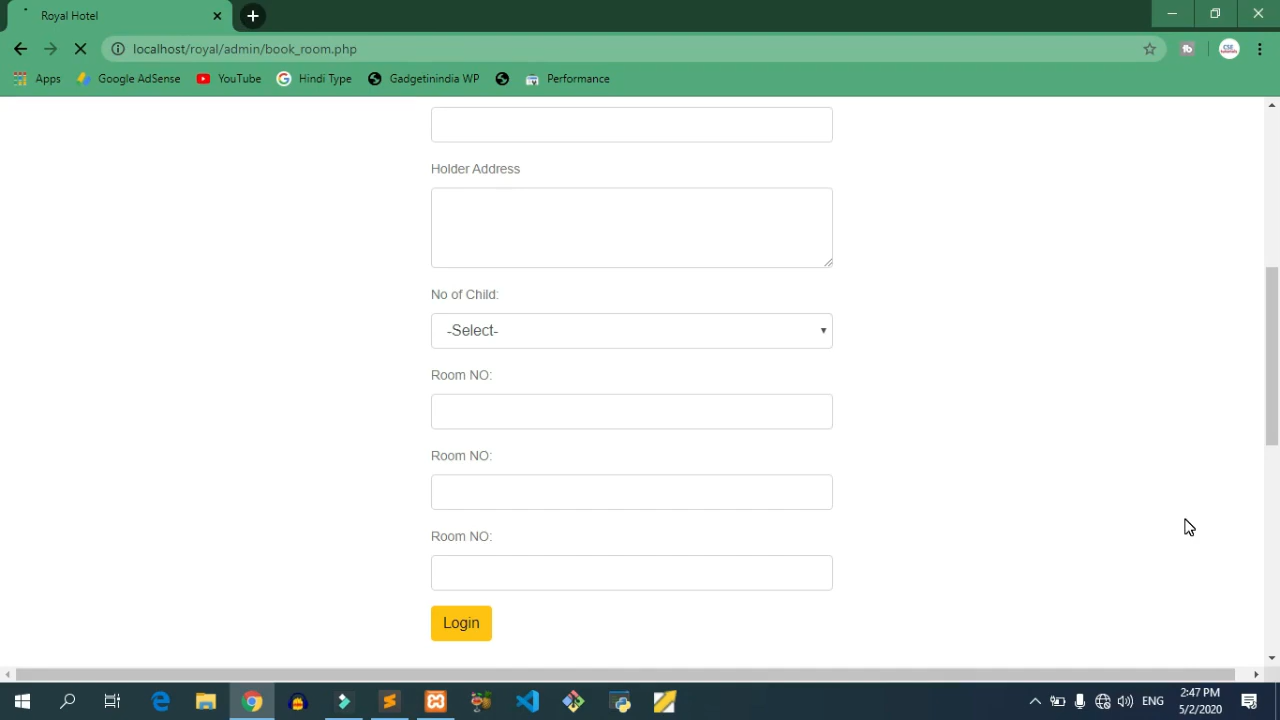 Royal Hotel
localhost/royal/admin/book_room.php
Apps Google AdSense YouTube Hindi Type Gadgetinindia WP Performance
Holder Address
No of Child:
-Select-
Room NO:
Room NO:
Room NO:
Login
ENG
2:47 PM
5/2/2020